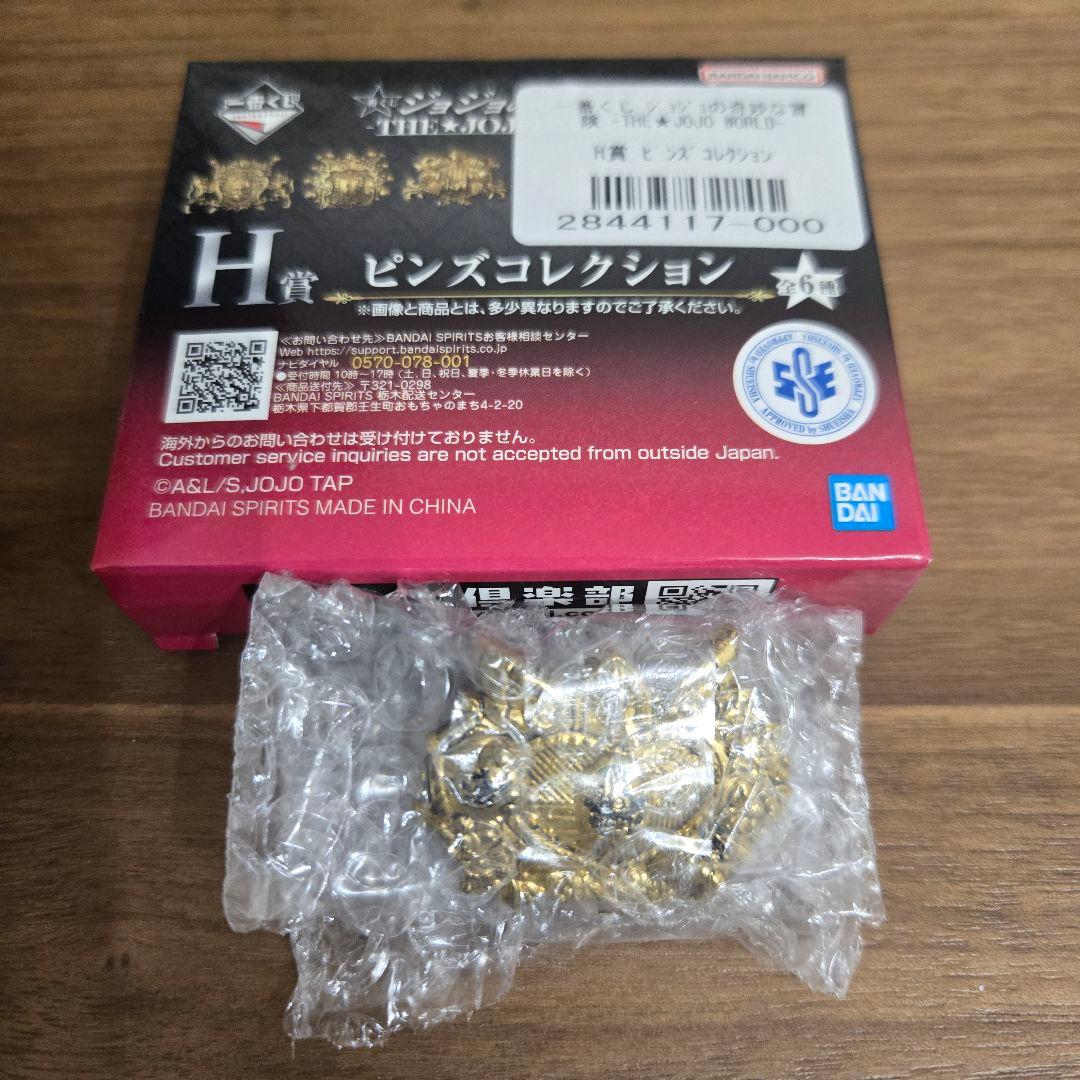 BANDAI NAMCO
一番くじ
ジョジョの
-THE★JOJO
一番くじ ジョジョの奇妙な冒
険 -THE★JOJO WORLD-
H賞 ピンズコレクション
2844117-000
H賞 ピンズコレクション 全6種
※画像と商品とは、多少異なりますのでご了承ください。
≪お問い合わせ先≫BANDAI SPIRITSお客様相談センター
Web https://support.bandaispirits.co.jp
ナビダイヤル 0570-078-001
●受付時間 10時～17時(土、日、祝日、夏季・冬季休業日を除く)
≪商品送付先≫ 〒321-0298
BANDAI SPIRITS 栃木配送センター
栃木県下都賀郡壬生町おもちゃのまち4-2-20
APPROVED by SHUEISHA
APPROVED by SHUEISHA
海外からのお問い合わせは受け付けておりません。
Customer service inquiries are not accepted from outside Japan.
©A&L/S,JOJO TAP
BANDAI SPIRITS MADE IN CHINA
BAN
DAI
倶楽部